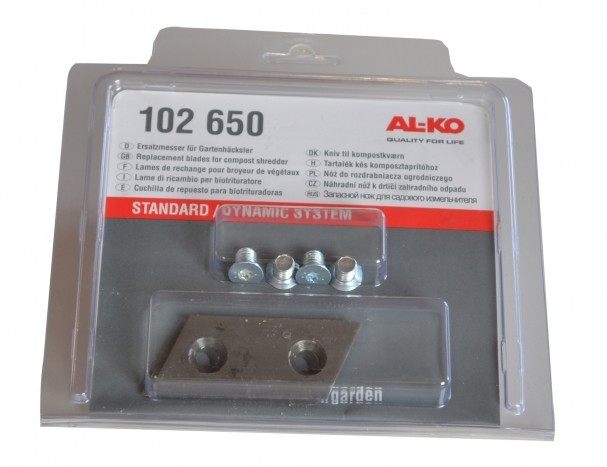 102 650
AL-KO
QUALITY FOR LIFE
D Ersatzmesser für Gartenhäcksler
GB Replacement blades for compost shredder
F Lames de rechange pour broyeur de végétaux
I Lame di ricambio per biotrituratore
E Cuchilla de repuesto para biotrituradoras
DK Kniv til kompostkværn
H Tartalék kés komposztaprítóhoz
PL Nóż do rozdrabniacza ogrodniczego
CZ Náhradní nůž k drtiči zahradního odpadu
RUS Запасной нож для садового измельчителя
STANDARD / DYNAMIC SYSTEM
garden